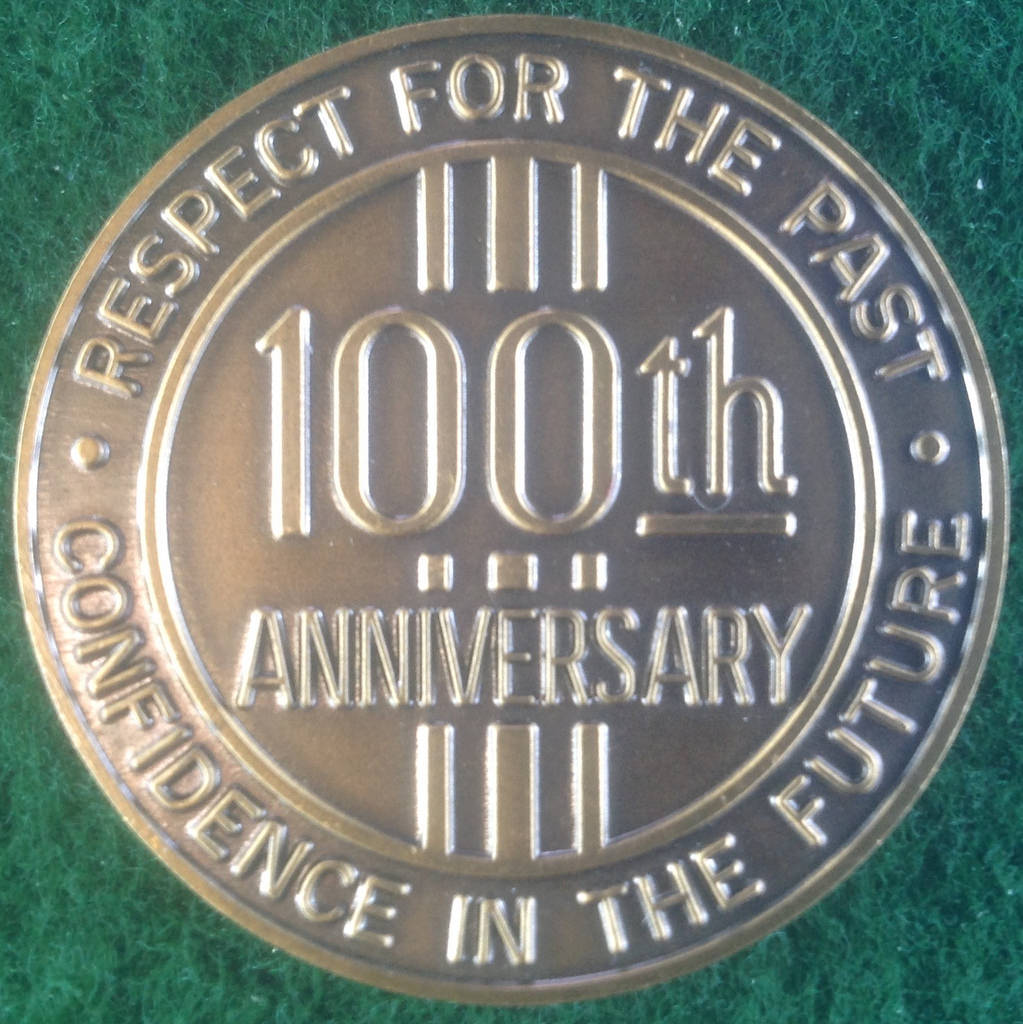 RESPECT FOR THE PAST
100th
ANNIVERSARY
CONFIDENCE IN THE FUTURE